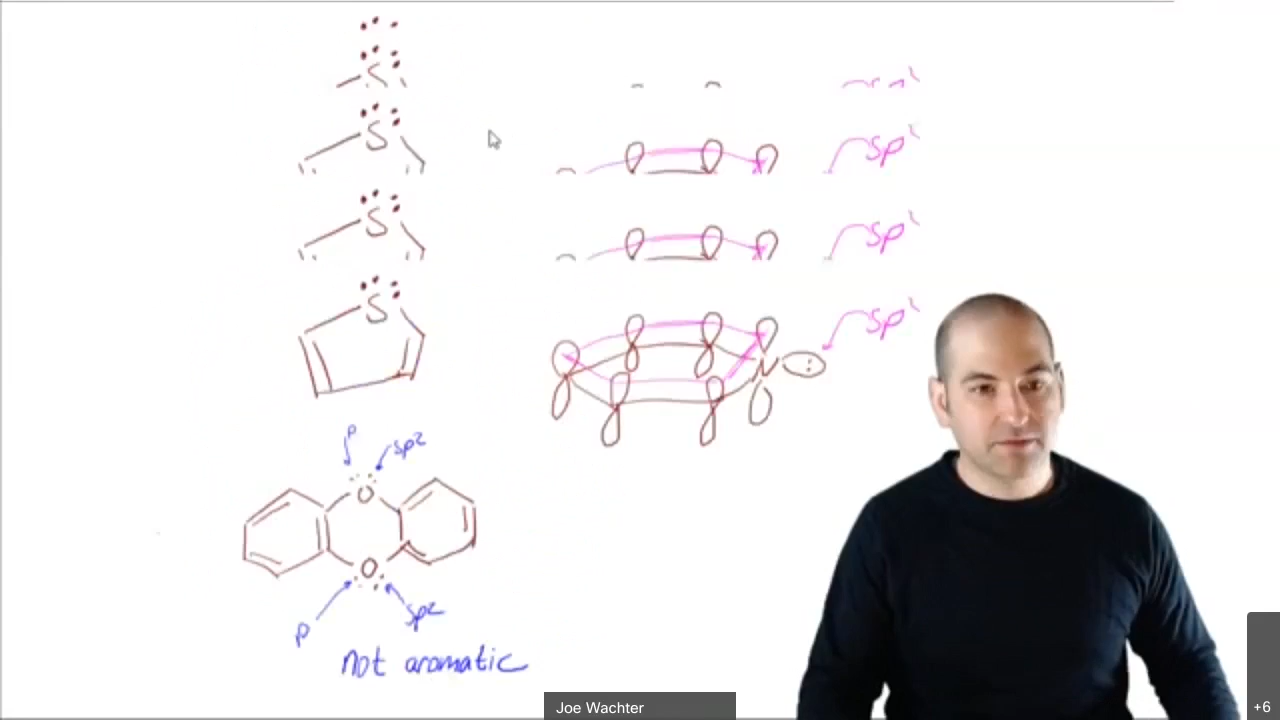 S
S sp²
S sp²
S sp²
N
p sp²
O
O
p sp²
not aromatic
Joe Wachter
+6